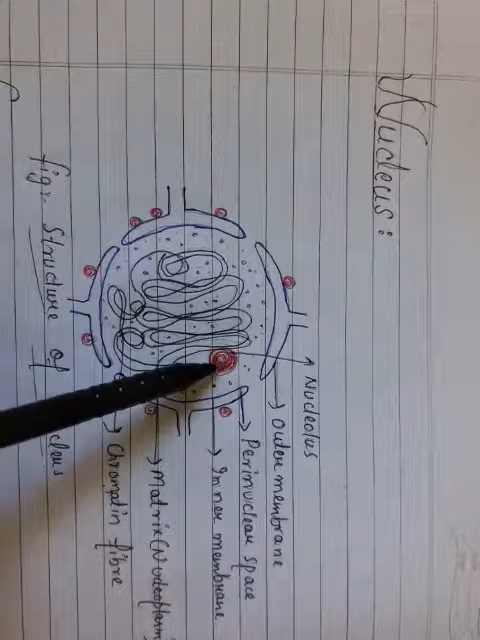 Nucleus:
Nucleolus
Outer membrane
Perinuclear space
Inner membrane
Matrix (Nucleoplasm)
Chromatin fibre
fig:- Structure of